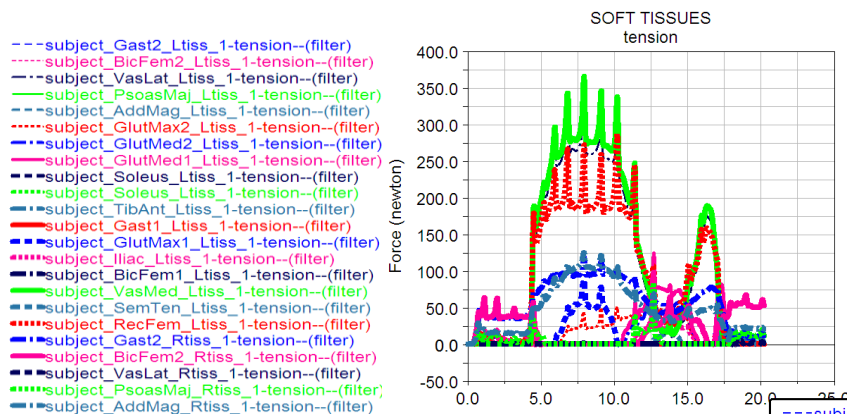 SOFT TISSUES
tension
subject_Gast2_Ltiss_1-tension--(filter)
subject_BicFem2_Ltiss_1-tension--(filter)
subject_VasLat_Ltiss_1-tension--(filter)
subject_PsoasMaj_Ltiss_1-tension--(filter)
subject_AddMag_Ltiss_1-tension--(filter)
subject_GlutMax2_Ltiss_1-tension--(filter)
subject_GlutMed2_Ltiss_1-tension--(filter)
subject_GlutMed1_Ltiss_1-tension--(filter)
subject_Soleus_Ltiss_1-tension--(filter)
subject_Soleus_Ltiss_1-tension--(filter)
subject_TibAnt_Ltiss_1-tension--(filter)
subject_Gast1_Ltiss_1-tension--(filter)
subject_GlutMax1_Ltiss_1-tension--(filter)
subject_Iliac_Ltiss_1-tension--(filter)
subject_BicFem1_Ltiss_1-tension--(filter)
subject_VasMed_Ltiss_1-tension--(filter)
subject_SemTen_Ltiss_1-tension--(filter)
subject_RecFem_Ltiss_1-tension--(filter)
subject_Gast2_Rtiss_1-tension--(filter)
subject_BicFem2_Rtiss_1-tension--(filter)
subject_VasLat_Rtiss_1-tension--(filter)
subject_PsoasMaj_Rtiss_1-tension--(filter)
subject_AddMag_Rtiss_1-tension--(filter)
Force (newton)
400.0
350.0
300.0
250.0
200.0
150.0
100.0
50.0
0.0
-50.0
0.0 5.0 10.0 15.0 20.0